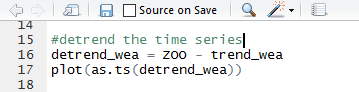 Source on Save
14
15 #detrend the time series
16 detrend_wea = ZOO - trend_wea
17 plot(as.ts(detrend_wea))
18